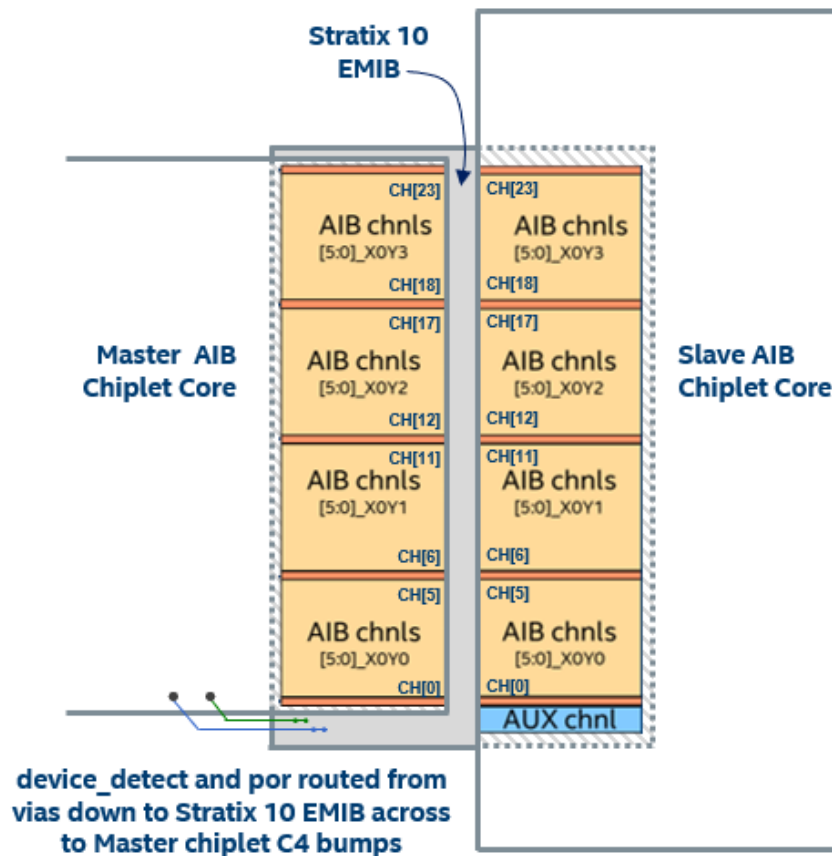 Stratix 10
EMIB
CH[23]
AIB chnls
[5:0]_X0Y3
CH[18]
CH[17]
AIB chnls
[5:0]_X0Y2
CH[12]
CH[11]
AIB chnls
[5:0]_X0Y1
CH[6]
CH[5]
AIB chnls
[5:0]_X0Y0
CH[0]
CH[23]
AIB chnls
[5:0]_X0Y3
CH[18]
CH[17]
AIB chnls
[5:0]_X0Y2
CH[12]
CH[11]
AIB chnls
[5:0]_X0Y1
CH[6]
CH[5]
AIB chnls
[5:0]_X0Y0
CH[0]
AUX chnl
Master AIB
Chiplet Core
Slave AIB
Chiplet Core
device_detect and por routed from
vias down to Stratix 10 EMIB across
to Master chiplet C4 bumps